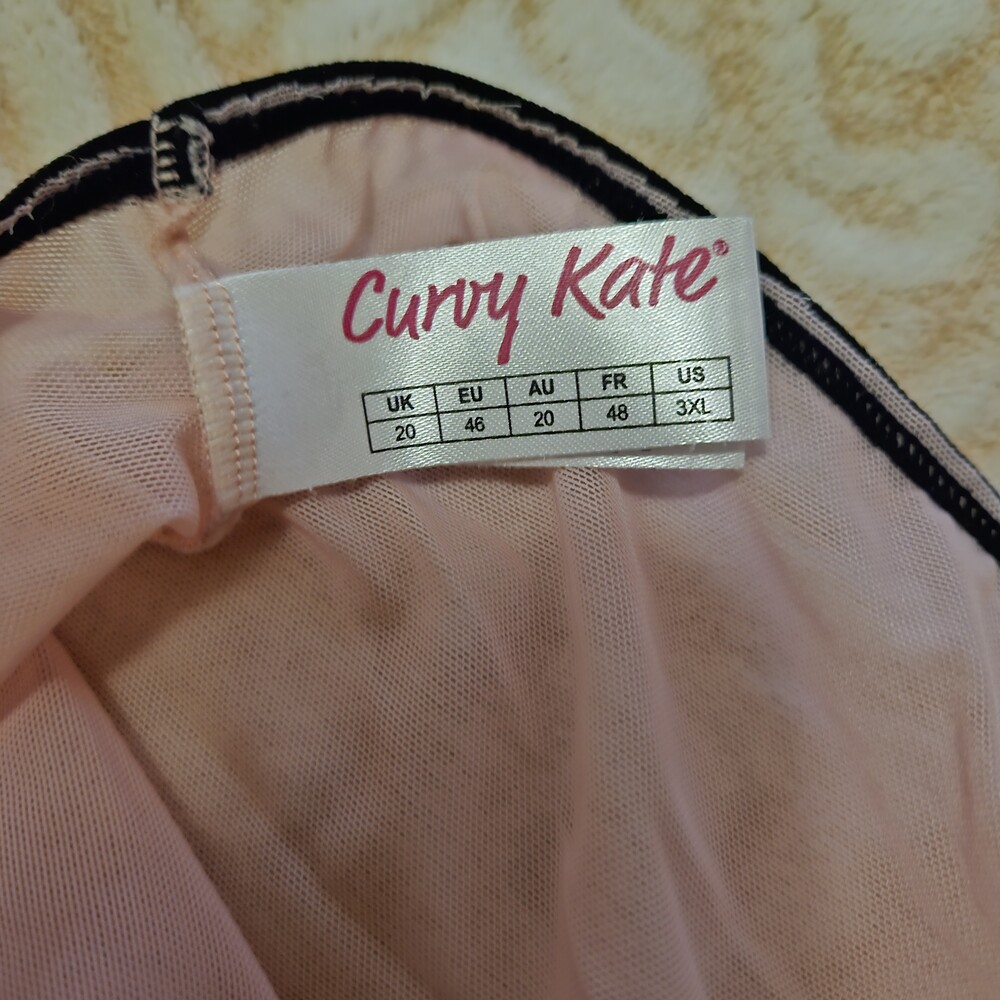 Curvy Kate®
UK EU AU FR US
20 46 20 48 3XL